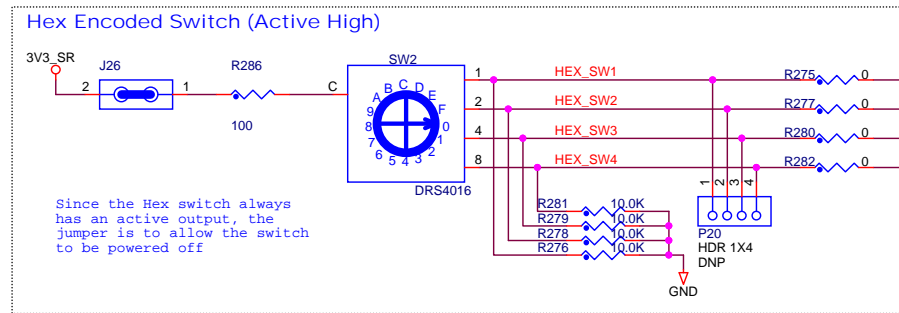 Hex Encoded Switch (Active High)
3V3_SR
J26
2
1
R286
100
SW2
C
0
1
2
3
4
5
6
7
8
9
A
B
C
D
E
F
DRS4016
1
2
4
8
HEX_SW1
HEX_SW2
HEX_SW3
HEX_SW4
R275
0
R277
0
R280
0
R282
0
1
2
3
4
P20
HDR 1X4
DNP
R281
10.0K
R279
10.0K
R278
10.0K
R276
10.0K
GND
Since the Hex switch always
has an active output, the
jumper is to allow the switch
to be powered off